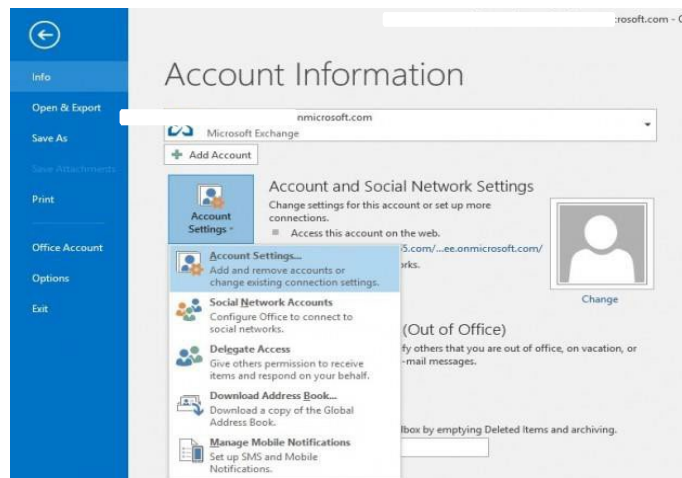 rosoft.com - 
Info
Account Information
Open & Export
nmicrosoft.com
Microsoft Exchange
Save As
Add Account
Save Attachments
Print
Account Settings
Account and Social Network Settings
Change settings for this account or set up more
connections.
Access this account on the web.
5.com/...ee.onmicrosoft.com/
Office Account
Options
Exit
Account Settings...
Add and remove accounts or
change existing connection settings.
Social Network Accounts
Configure Office to connect to
social networks.
Delegate Access
Give others permission to receive
items and respond on your behalf.
Download Address Book...
Download a copy of the Global
Address Book.
Manage Mobile Notifications
Set up SMS and Mobile
Notifications.
Change
(Out of Office)
others that you are out of office, on vacation, or
-mail messages.
by emptying Deleted Items and archiving.